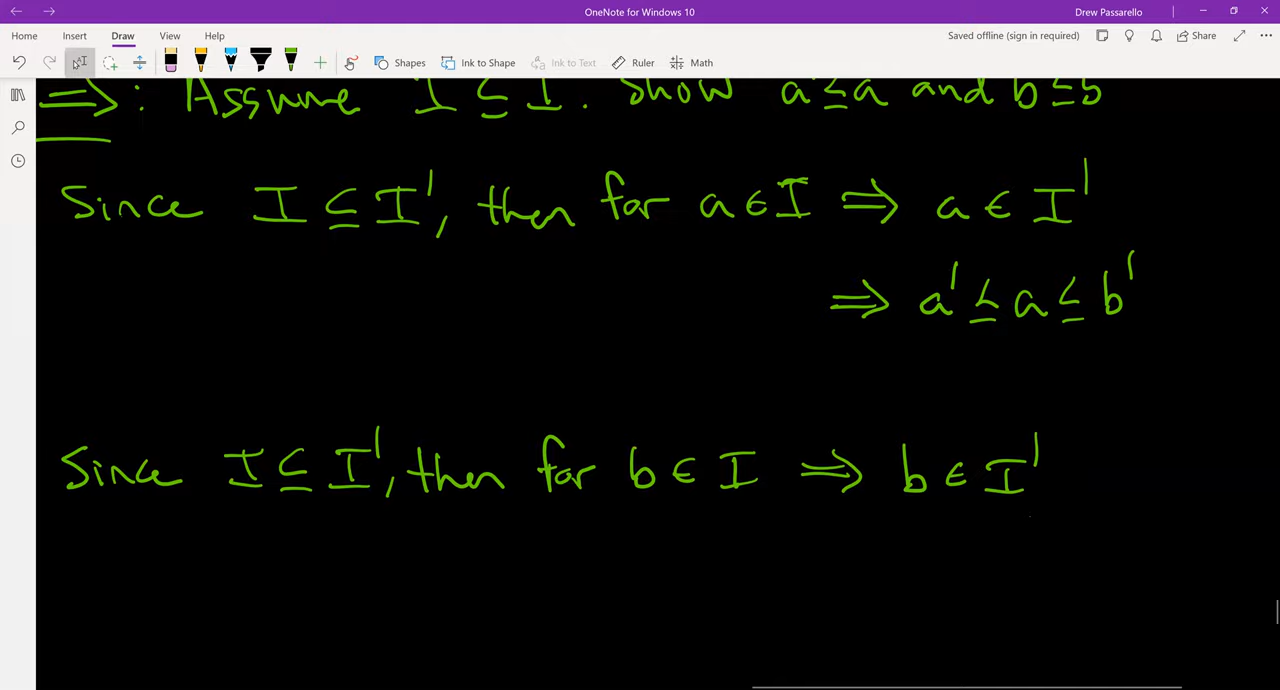 OneNote for Windows 10
Drew Passarello
Home Insert Draw View Help
Saved offline (sign in required)
Share
Shapes Ink to Shape Ink to Text Ruler Math
⇒: Assume I ⊆ I'. Show a' ≤ a and b ≤ b'
Since I ⊆ I', then for a ∈ I ⇒ a ∈ I'
⇒ a' ≤ a ≤ b'
Since I ⊆ I', then for b ∈ I ⇒ b ∈ I'